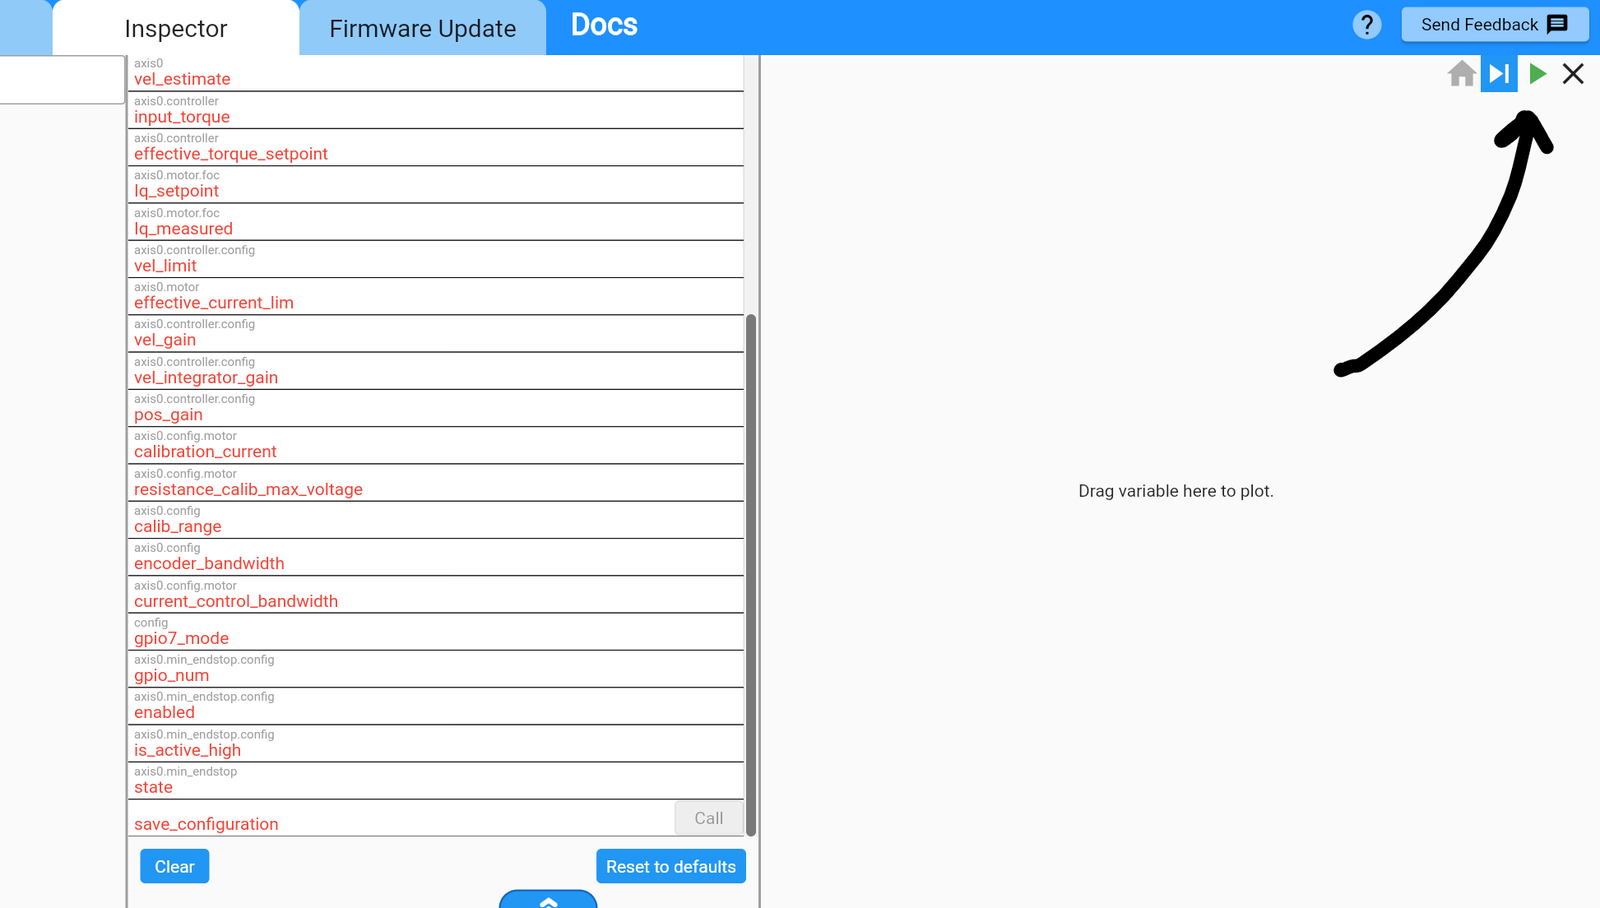 Inspector
Firmware Update
Docs
?
Send Feedback
axis0
vel_estimate
axis0.controller
input_torque
axis0.controller
effective_torque_setpoint
axis0.motor.foc
Iq_setpoint
axis0.motor.foc
Iq_measured
axis0.controller.config
vel_limit
axis0.motor
effective_current_lim
axis0.controller.config
vel_gain
axis0.controller.config
vel_integrator_gain
axis0.controller.config
pos_gain
axis0.config.motor
calibration_current
axis0.config.motor
resistance_calib_max_voltage
axis0.config
calib_range
axis0.config
encoder_bandwidth
axis0.config.motor
current_control_bandwidth
config
gpio7_mode
axis0.min_endstop.config
gpio_num
axis0.min_endstop.config
enabled
axis0.min_endstop.config
is_active_high
axis0.min_endstop
state
save_configuration
Call
Clear
Reset to defaults
Drag variable here to plot.